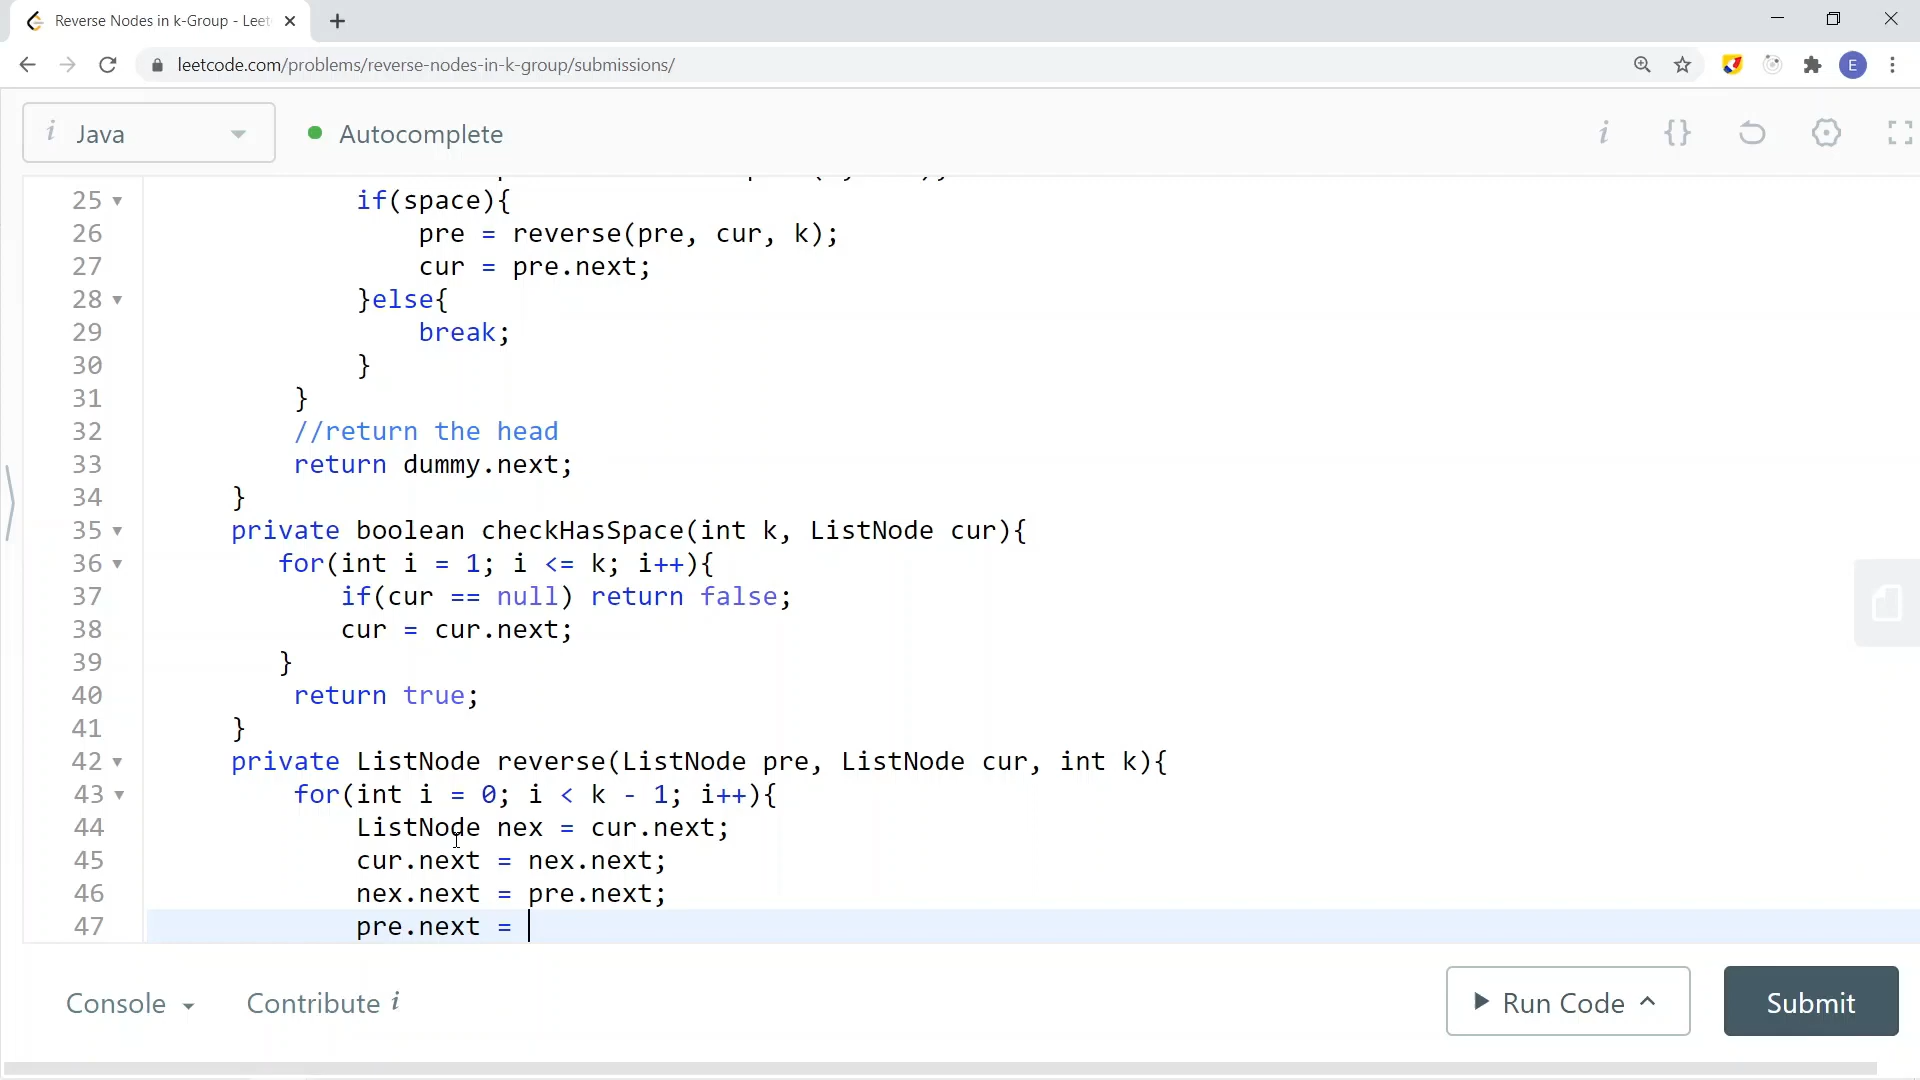 Reverse Nodes in k-Group - Leet
leetcode.com/problems/reverse-nodes-in-k-group/submissions/
E
i Java
Autocomplete
i {}
25 if(space){
26 pre = reverse(pre, cur, k);
27 cur = pre.next;
28 }else{
29 break;
30 }
31 }
32 //return the head
33 return dummy.next;
34 }
35 private boolean checkHasSpace(int k, ListNode cur){
36 for(int i = 1; i <= k; i++){
37 if(cur == null) return false;
38 cur = cur.next;
39 }
40 return true;
41 }
42 private ListNode reverse(ListNode pre, ListNode cur, int k){
43 for(int i = 0; i < k - 1; i++){
44 ListNode nex = cur.next;
45 cur.next = nex.next;
46 nex.next = pre.next;
47 pre.next =
Console Contribute i Run Code Submit